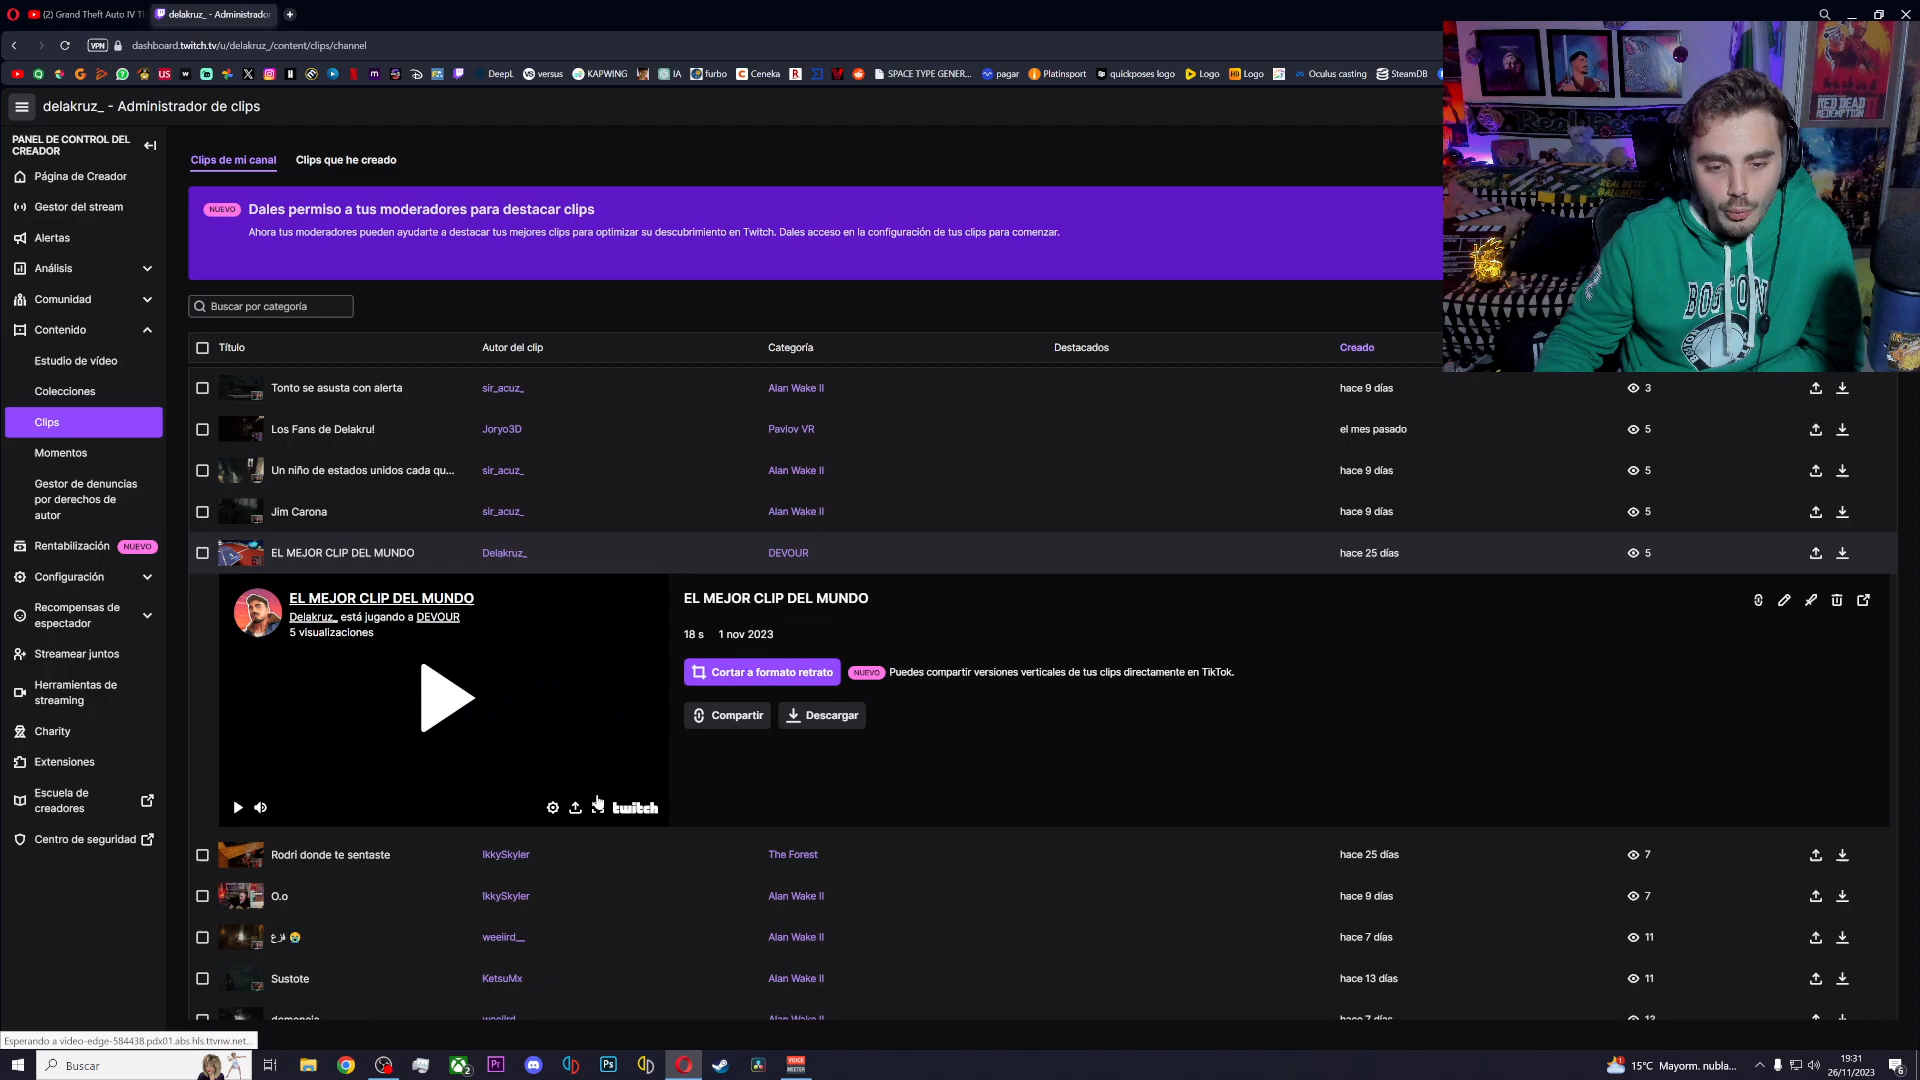 (2) Grand Theft Auto IV T
delakruz_ - Administrador
VPN
dashboard.twitch.tv/u/delakruz_/content/clips/channel
DeepL
versus
KAPWING
IA
furbo
Ceneka
SPACE TYPE GENER...
pagar
Platinsport
quickposes logo
Logo
Logo
Oculus casting
SteamDB
delakruz_ - Administrador de clips
PANEL DE CONTROL DEL
CREADOR
Página de Creador
Gestor del stream
Alertas
Análisis
Comunidad
Contenido
Estudio de vídeo
Colecciones
Clips
Momentos
Gestor de denuncias
por derechos de
autor
Rentabilización NUEVO
Configuración
Recompensas de
espectador
Streamear juntos
Herramientas de
streaming
Charity
Extensiones
Escuela de
creadores
Centro de seguridad
Clips de mi canal Clips que he creado
NUEVO Dales permiso a tus moderadores para destacar clips
Ahora tus moderadores pueden ayudarte a destacar tus mejores clips para optimizar su descubrimiento en Twitch. Dales acceso en la configuración de tus clips para comenzar.
Buscar por categoría
Título Autor del clip Categoría Destacados Creado
Tonto se asusta con alerta sir_acuz_ Alan Wake II hace 9 días 3
Los Fans de Delakru! Joryo3D Pavlov VR el mes pasado 5
Un niño de estados unidos cada qu... sir_acuz_ Alan Wake II hace 9 días 5
Jim Carona sir_acuz_ Alan Wake II hace 9 días 5
EL MEJOR CLIP DEL MUNDO Delakruz_ DEVOUR hace 25 días 5
EL MEJOR CLIP DEL MUNDO
Delakruz_ está jugando a DEVOUR
5 visualizaciones
twitch
EL MEJOR CLIP DEL MUNDO
18 s 1 nov 2023
Cortar a formato retrato NUEVO Puedes compartir versiones verticales de tus clips directamente en TikTok.
Compartir Descargar
Rodri donde te sentaste IkkySkyler The Forest hace 25 días 7
O.o IkkySkyler Alan Wake II hace 9 días 7
فزع 😭 weeiird__ Alan Wake II hace 7 días 11
Sustote KetsuMx Alan Wake II hace 13 días 11
Esperando a video-edge-584438.pdx01.abs.hls.ttvnw.net...
RED DEAD
REDEMPTION
REAL BETIS
BALOMPIE
BOSTON
Buscar
VOICE
MEETER
15°C Mayorm. nubla...
19:31
26/11/2023